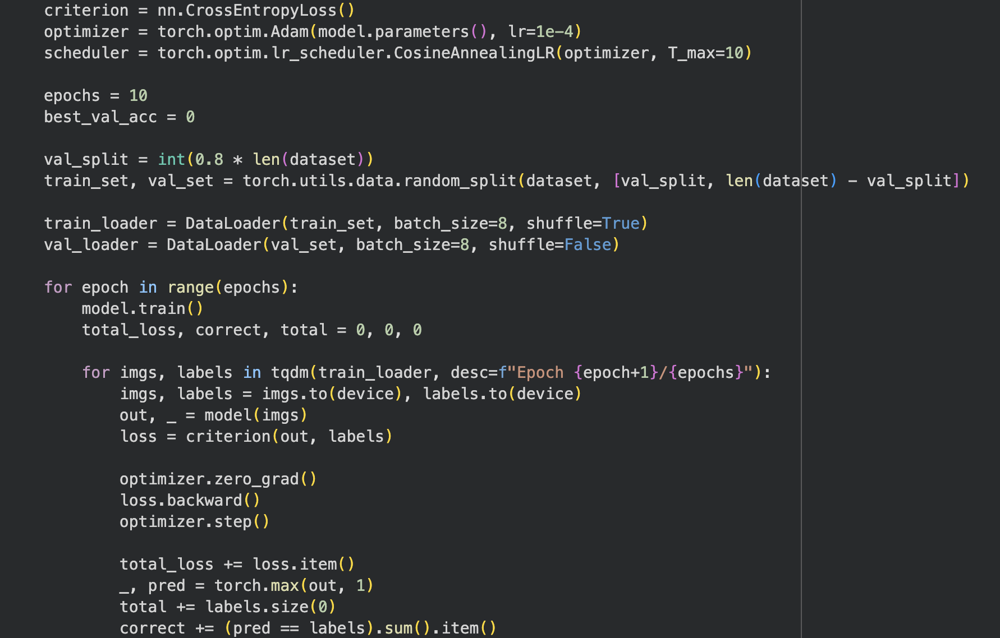 criterion = nn.CrossEntropyLoss()
optimizer = torch.optim.Adam(model.parameters(), lr=1e-4)
scheduler = torch.optim.lr_scheduler.CosineAnnealingLR(optimizer, T_max=10)

epochs = 10
best_val_acc = 0

val_split = int(0.8 * len(dataset))
train_set, val_set = torch.utils.data.random_split(dataset, [val_split, len(dataset) - val_split])

train_loader = DataLoader(train_set, batch_size=8, shuffle=True)
val_loader = DataLoader(val_set, batch_size=8, shuffle=False)

for epoch in range(epochs):
    model.train()
    total_loss, correct, total = 0, 0, 0

    for imgs, labels in tqdm(train_loader, desc=f"Epoch {epoch+1}/{epochs}"):
        imgs, labels = imgs.to(device), labels.to(device)
        out, _ = model(imgs)
        loss = criterion(out, labels)

        optimizer.zero_grad()
        loss.backward()
        optimizer.step()

        total_loss += loss.item()
        _, pred = torch.max(out, 1)
        total += labels.size(0)
        correct += (pred == labels).sum().item()